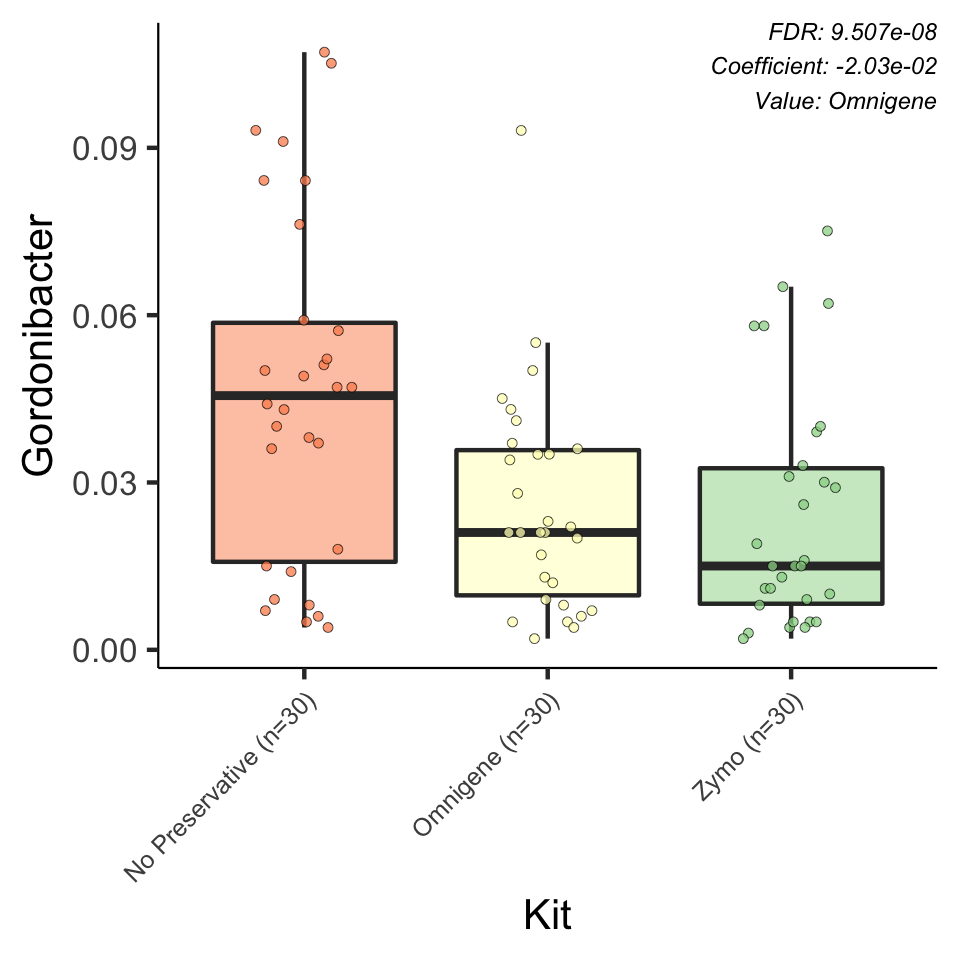 FDR: 9.507e-08
Coefficient: -2.03e-02
Value: Omnigene
Gordonibacter
0.09
0.06
0.03
0.00
No Preservative (n=30)
Omnigene (n=30)
Zymo (n=30)
Kit